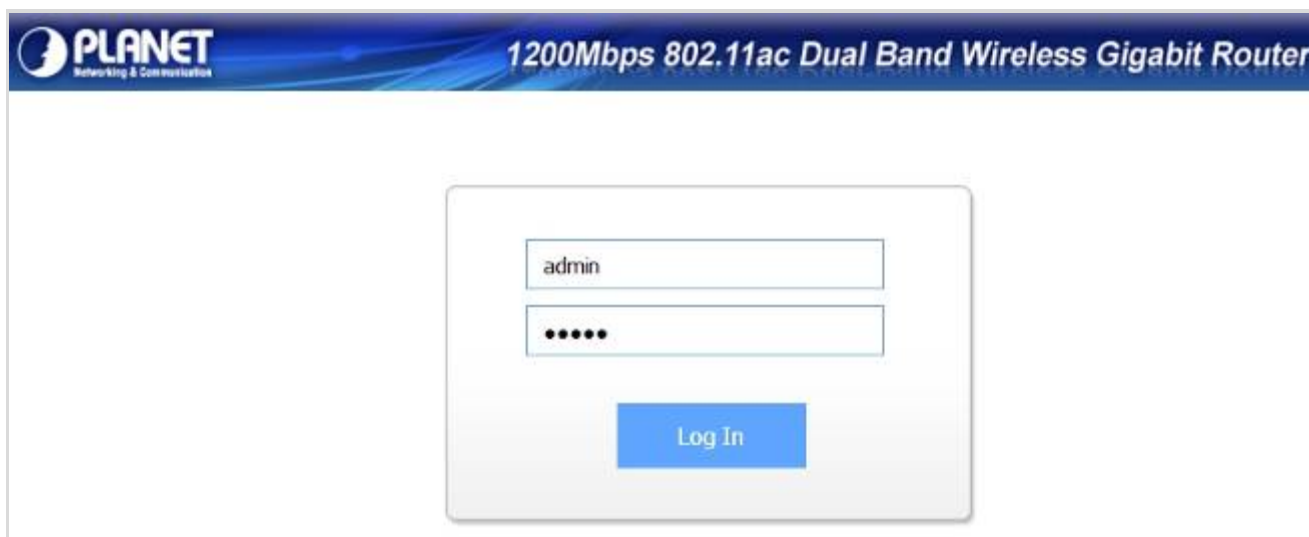 PLANET
Networking & Communication
1200Mbps 802.11ac Dual Band Wireless Gigabit Router
admin
•••••
Log In